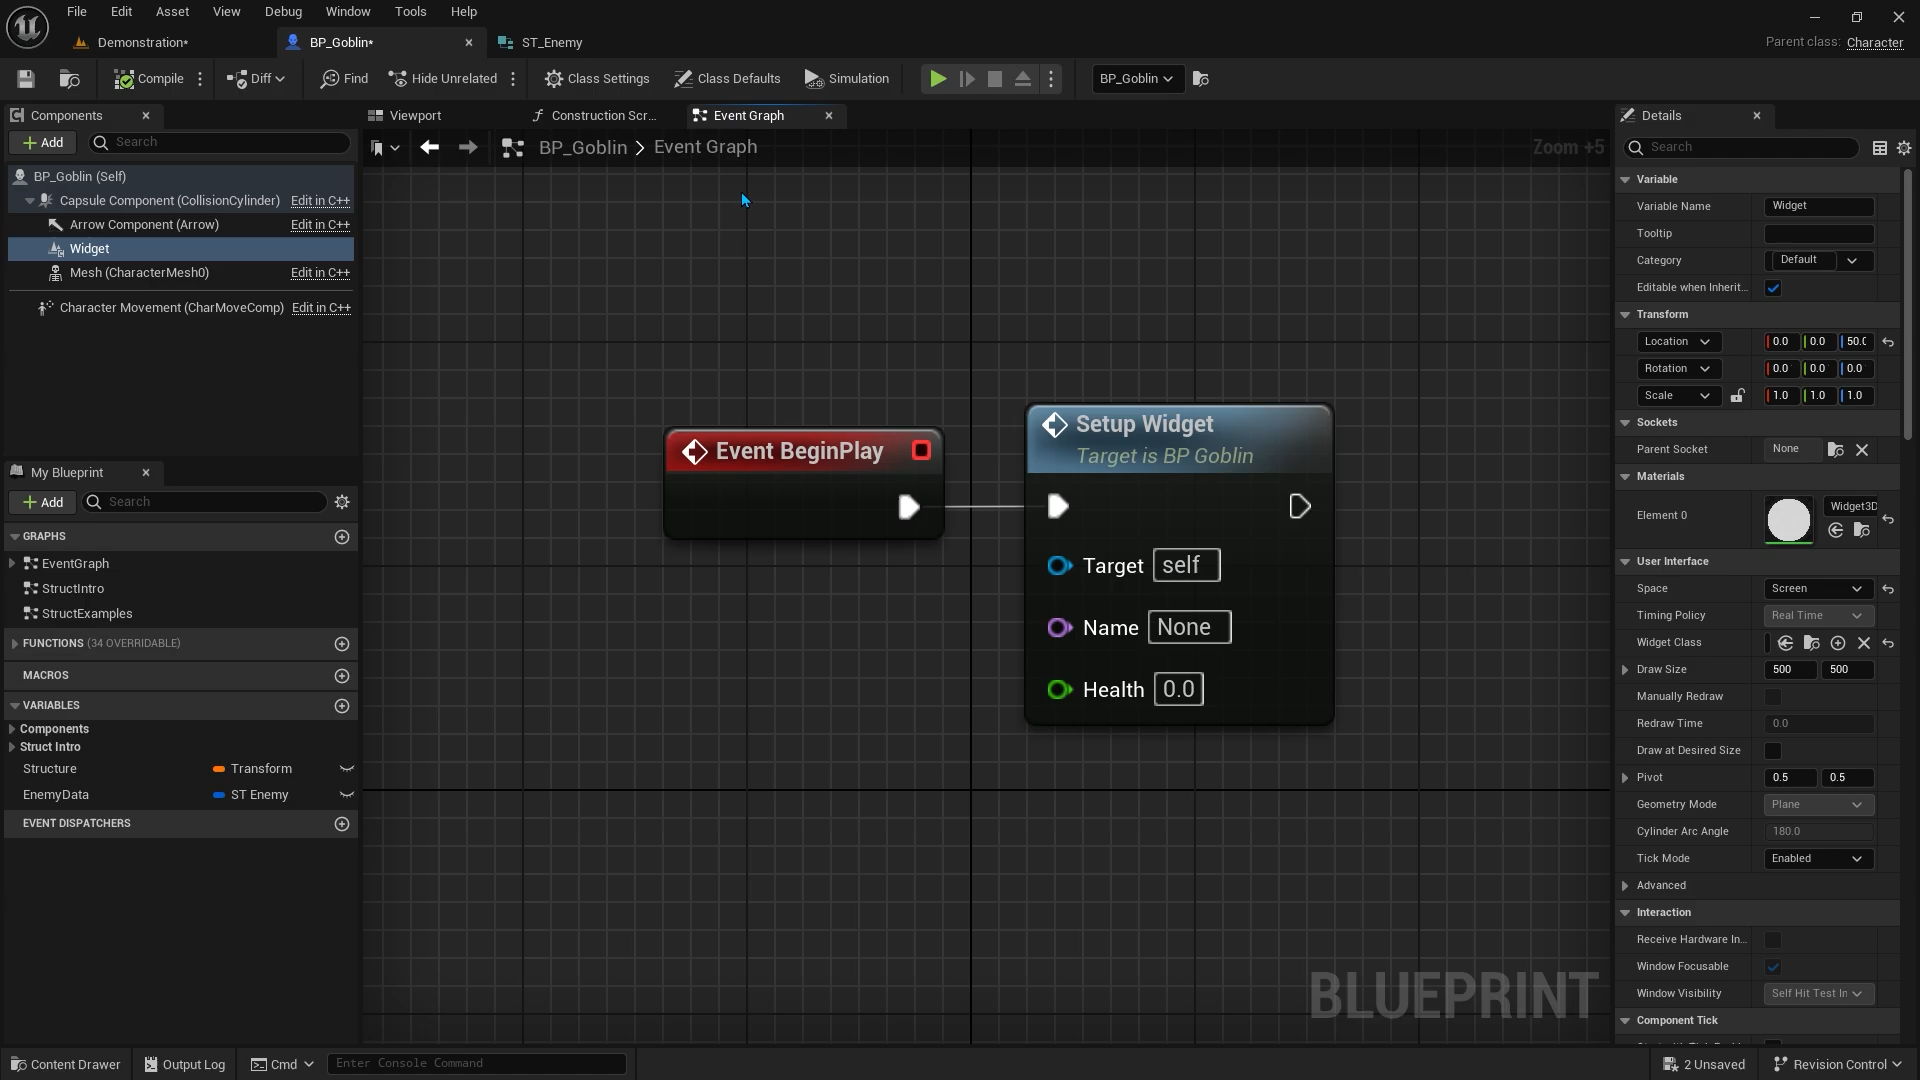 File Edit Asset View Debug Window Tools Help
Demonstration* BP_Goblin* ST_Enemy
Parent class: Character
Compile Diff Find Hide Unrelated Class Settings Class Defaults Simulation BP_Goblin
Components
Viewport Construction Scr... Event Graph
Details
Add Search
BP_Goblin > Event Graph
Zoom +5
Search
BP_Goblin (Self)
Capsule Component (CollisionCylinder) Edit in C++
Arrow Component (Arrow) Edit in C++
Widget
Mesh (CharacterMesh0) Edit in C++
Character Movement (CharMoveComp) Edit in C++
My Blueprint
Add Search
GRAPHS
EventGraph
StructIntro
StructExamples
FUNCTIONS (34 OVERRIDABLE)
MACROS
VARIABLES
Components
Struct Intro
Structure Transform
EnemyData ST Enemy
EVENT DISPATCHERS
Event BeginPlay
Setup Widget
Target is BP Goblin
Target self
Name None
Health 0.0
BLUEPRINT
Variable
Variable Name Widget
Tooltip
Category Default
Editable when Inherit...
Transform
Location 0.0 0.0
Rotation 0.0 0.0 0.0
Scale 1.0 1.0 1.0
Sockets
Parent Socket None
Materials
Element 0 Widget3D
User Interface
Space Screen
Timing Policy Real Time
Widget Class
Draw Size 500 500
Manually Redraw
Redraw Time 0.0
Draw at Desired Size
Pivot 0.5 0.5
Geometry Mode Plane
Cylinder Arc Angle 180.0
Tick Mode Enabled
Advanced
Interaction
Receive Hardware In...
Window Focusable
Window Visibility Self Hit Test In
Component Tick
Content Drawer Output Log Cmd Enter Console Command
2 Unsaved Revision Control